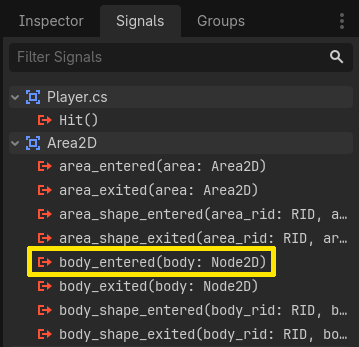 Inspector Signals Groups
Filter Signals
Player.cs
Hit()
Area2D
area_entered(area: Area2D)
area_exited(area: Area2D)
area_shape_entered(area_rid: RID, a
area_shape_exited(area_rid: RID, ar
body_entered(body: Node2D)
body_exited(body: Node2D)
body_shape_entered(body_rid: RID, b
body_shape_exited(body_rid: RID, bo